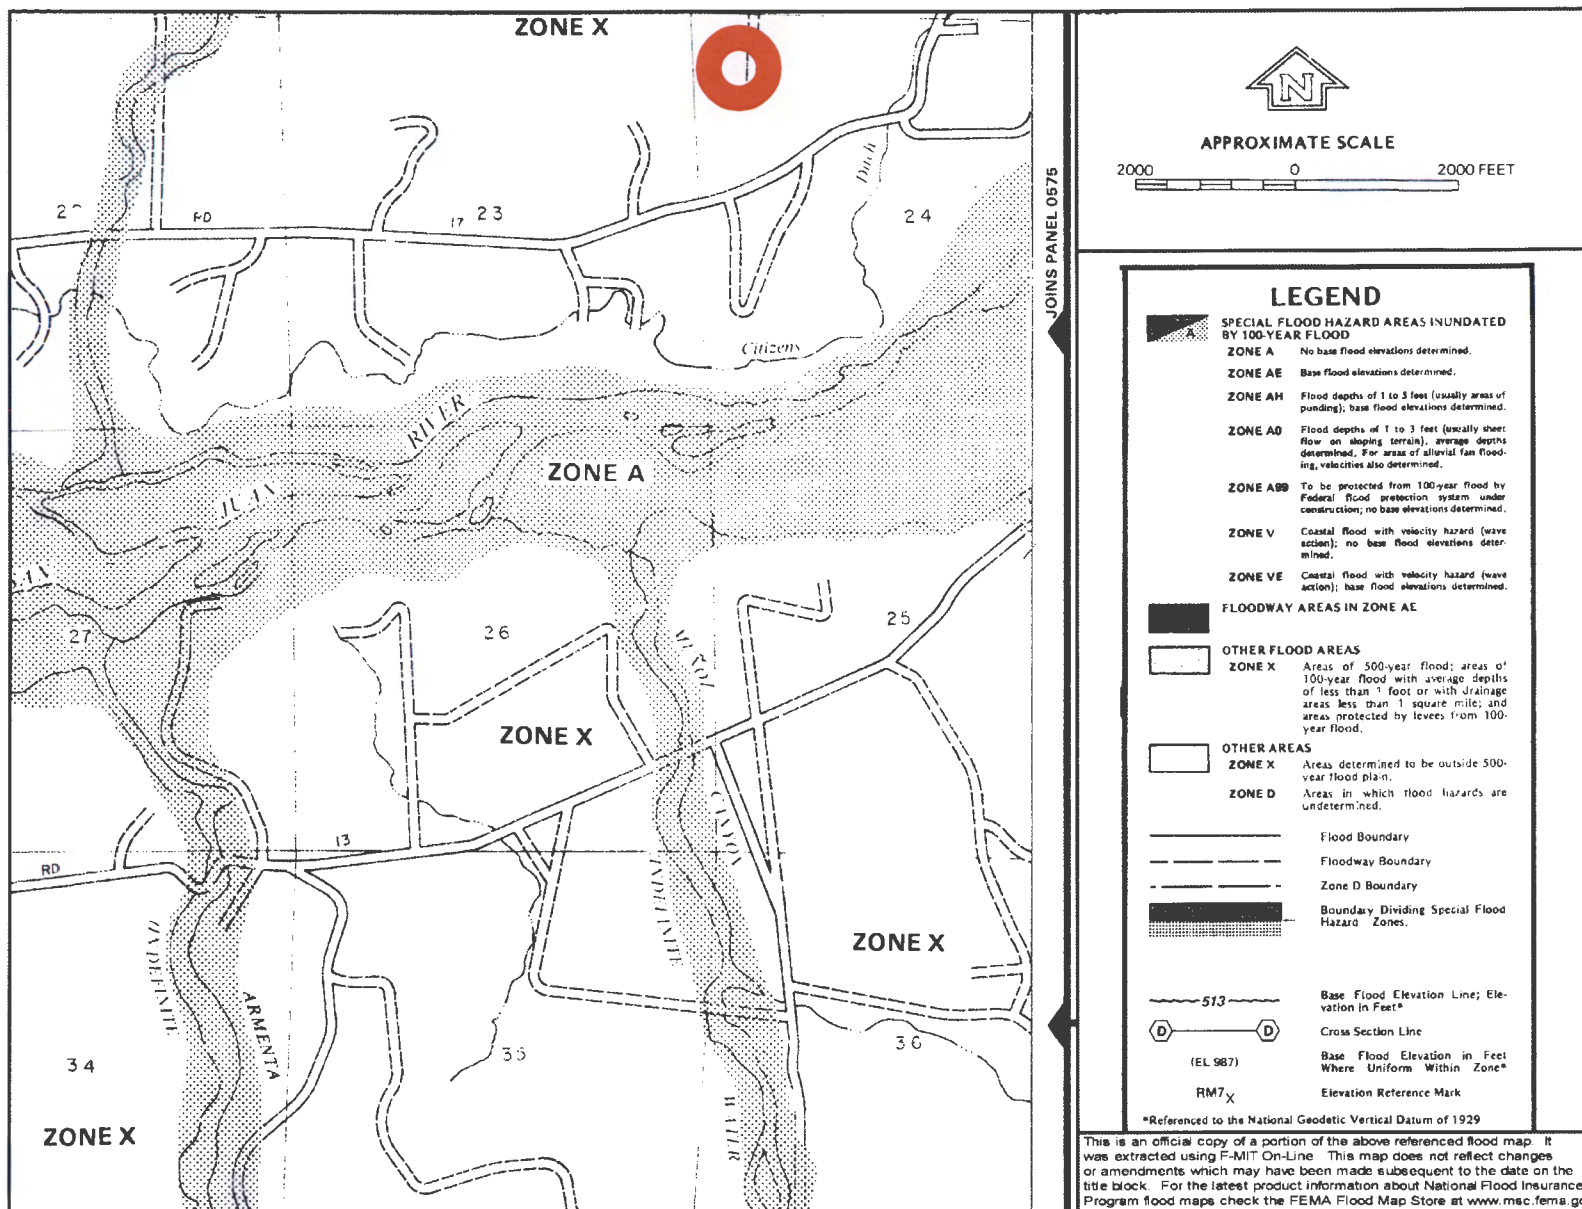 ZONE X
Ditch
24
RD
17
23
Citizens
RIVER
JUAN
SAN
ZONE A
27
26
25
MUÑOZ
CANYON
INDEFINITE
ZONE X
13
RD
ZONE X
INDEFINITE
ARMENTA
34
35
36
WATER
ZONE X
JOINS PANEL 0575
N
APPROXIMATE SCALE
2000 0 2000 FEET
LEGEND
A
SPECIAL FLOOD HAZARD AREAS INUNDATED
BY 100-YEAR FLOOD
ZONE A No base flood elevations determined.
ZONE AE Base flood elevations determined.
ZONE AH Flood depths of 1 to 3 feet (usually areas of
ponding); base flood elevations determined.
ZONE A0 Flood depths of 1 to 3 feet (usually sheet
flow on sloping terrain), average depths
determined. For areas of alluvial fan flood-
ing, velocities also determined.
ZONE A99 To be protected from 100-year flood by
Federal flood protection system under
construction; no base elevations determined.
ZONE V Coastal flood with velocity hazard (wave
action); no base flood elevations deter-
mined.
ZONE VE Coastal flood with velocity hazard (wave
action); base flood elevations determined.
FLOODWAY AREAS IN ZONE AE
OTHER FLOOD AREAS
ZONE X Areas of 500-year flood; areas of
100-year flood with average depths
of less than 1 foot or with drainage
areas less than 1 square mile; and
areas protected by levees from 100-
year flood.
OTHER AREAS
ZONE X Areas determined to be outside 500-
year flood plain.
ZONE D Areas in which flood hazards are
undetermined.
Flood Boundary
Floodway Boundary
Zone D Boundary
Boundary Dividing Special Flood
Hazard Zones.
513 Base Flood Elevation Line; Ele-
vation in Feet*
D D Cross Section Line
(EL 987) Base Flood Elevation in Feet
Where Uniform Within Zone*
RM7X Elevation Reference Mark
*Referenced to the National Geodetic Vertical Datum of 1929
This is an official copy of a portion of the above referenced flood map. It
was extracted using F-MIT On-Line This map does not reflect changes
or amendments which may have been made subsequent to the date on the
title block. For the latest product information about National Flood Insurance
Program flood maps check the FEMA Flood Map Store at www.msc.fema.go